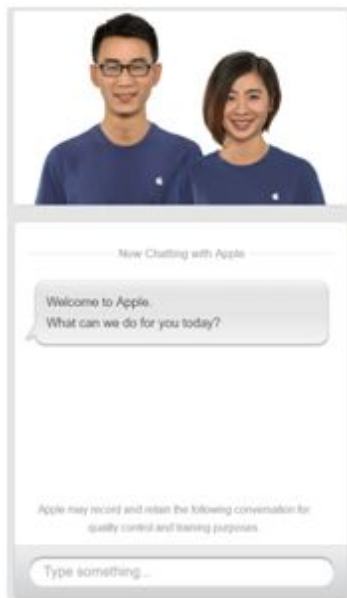 Now Chatting with Apple
Welcome to Apple.
What can we do for you today?
Apple may record and retain the following conversation for
quality control and training purposes.
Type something...